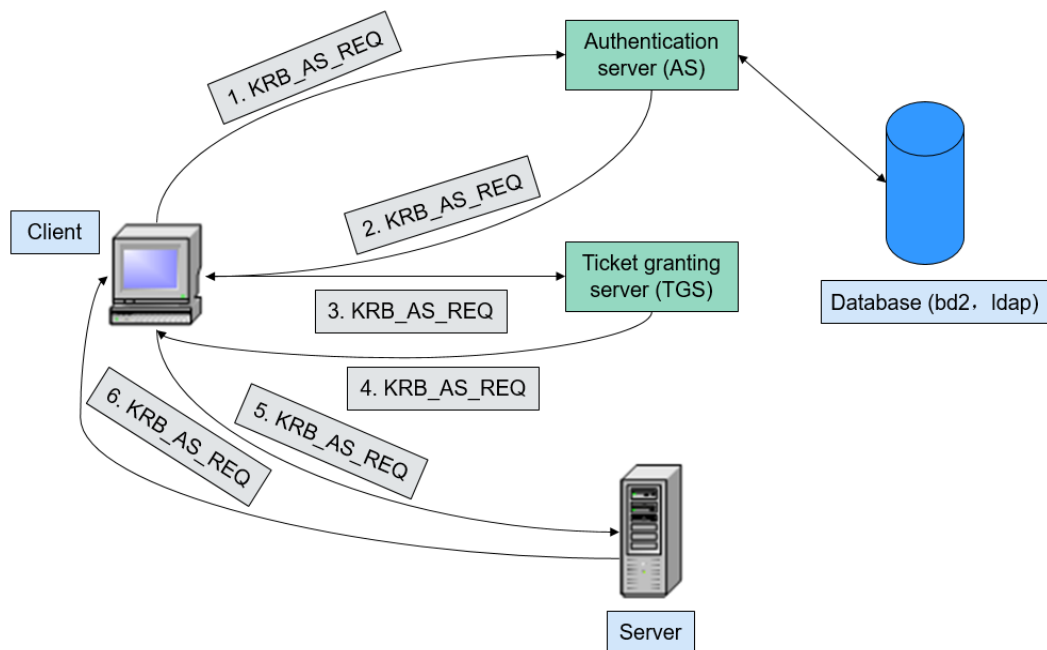 1. KRB_AS_REQ
Authentication
server (AS)
2. KRB_AS_REQ
Client
Ticket granting
server (TGS)
3. KRB_AS_REQ
Database (bd2，ldap)
4. KRB_AS_REQ
6. KRB_AS_REQ
5. KRB_AS_REQ
Server